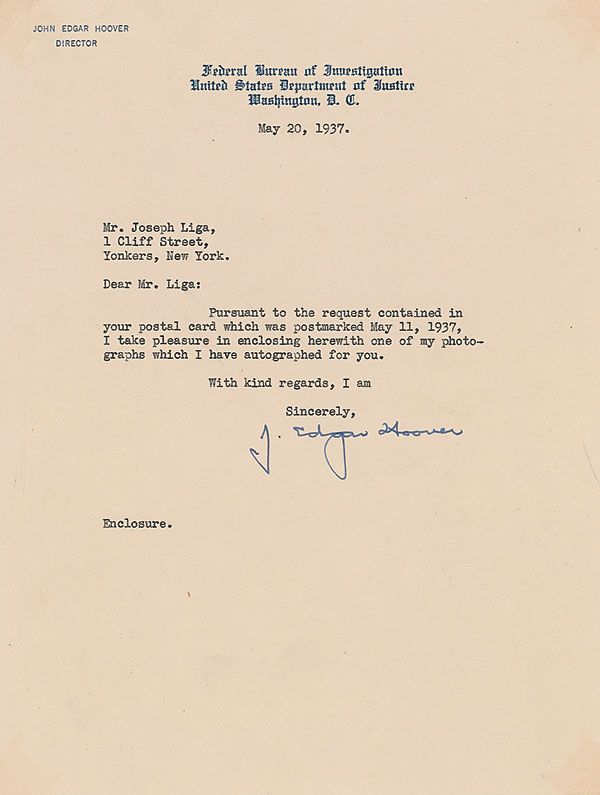 JOHN EDGAR HOOVER
DIRECTOR
Federal Bureau of Investigation
United States Department of Justice
Washington, D. C.
May 20, 1937.
Mr. Joseph Liga,
1 Cliff Street,
Yonkers, New York.
Dear Mr. Liga:
Pursuant to the request contained in
your postal card which was postmarked May 11, 1937,
I take pleasure in enclosing herewith one of my photo-
graphs which I have autographed for you.
With kind regards, I am
Sincerely,
J. Edgar Hoover
Enclosure.